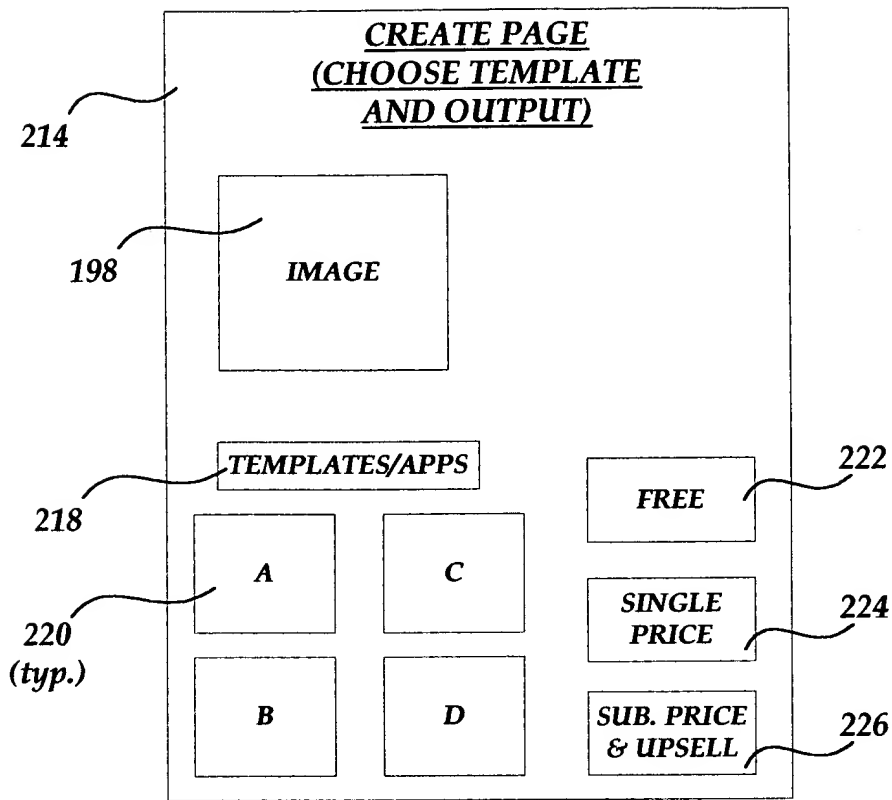 CREATE PAGE
(CHOOSE TEMPLATE
AND OUTPUT)
214
198
IMAGE
TEMPLATES/APPS
218
222
FREE
A
C
220
(typ.)
SINGLE
PRICE
224
B
D
SUB. PRICE
& UPSELL
226